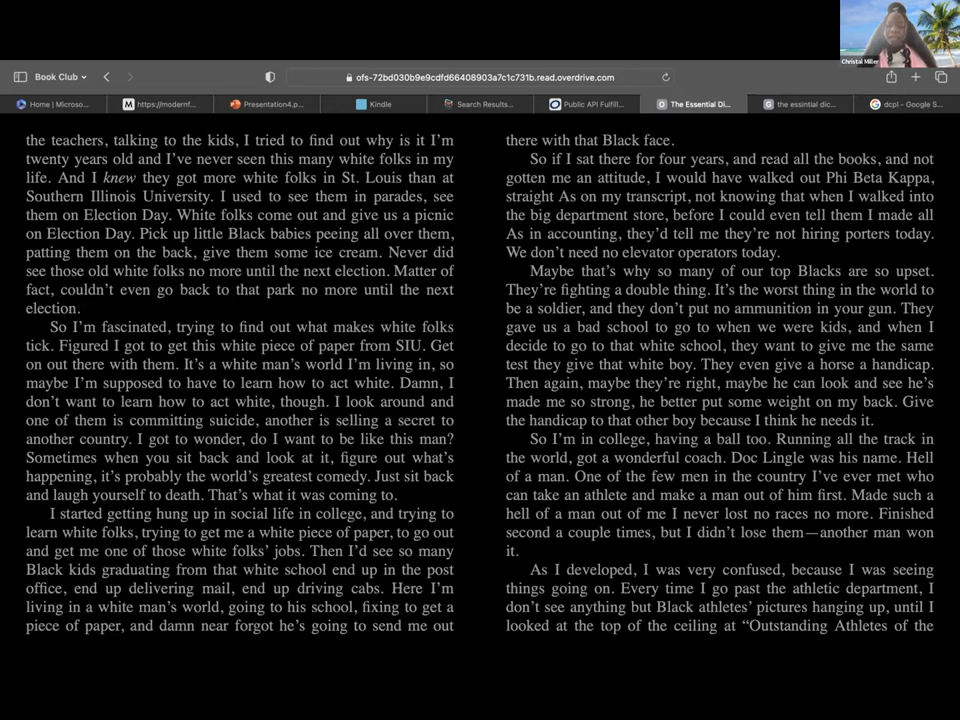 Christal Miller
Book Club
ofs-72bd030b9e9cdfd66408903a7c1c731b.read.overdrive.com
Home | Microso...
M https://modernf...
Presentation4.p...
Kindle
Search Results...
Public API Fulfill...
The Essential Di...
the essintial dic...
dcpl - Google S...
the teachers, talking to the kids, I tried to find out why is it I'm
twenty years old and I've never seen this many white folks in my
life. And I knew they got more white folks in St. Louis than at
Southern Illinois University. I used to see them in parades, see
them on Election Day. White folks come out and give us a picnic
on Election Day. Pick up little Black babies peeing all over them,
patting them on the back, give them some ice cream. Never did
see those old white folks no more until the next election. Matter of
fact, couldn't even go back to that park no more until the next
election.
So I'm fascinated, trying to find out what makes white folks
tick. Figured I got to get this white piece of paper from SIU. Get
on out there with them. It's a white man's world I'm living in, so
maybe I'm supposed to have to learn how to act white. Damn, I
don't want to learn how to act white, though. I look around and
one of them is committing suicide, another is selling a secret to
another country. I got to wonder, do I want to be like this man?
Sometimes when you sit back and look at it, figure out what's
happening, it's probably the world's greatest comedy. Just sit back
and laugh yourself to death. That's what it was coming to.
I started getting hung up in social life in college, and trying to
learn white folks, trying to get me a white piece of paper, to go out
and get me one of those white folks' jobs. Then I'd see so many
Black kids graduating from that white school end up in the post
office, end up delivering mail, end up driving cabs. Here I'm
living in a white man's world, going to his school, fixing to get a
piece of paper, and damn near forgot he's going to send me out
there with that Black face.
So if I sat there for four years, and read all the books, and not
gotten me an attitude, I would have walked out Phi Beta Kappa,
straight As on my transcript, not knowing that when I walked into
the big department store, before I could even tell them I made all
As in accounting, they'd tell me they're not hiring porters today.
We don't need no elevator operators today.
Maybe that's why so many of our top Blacks are so upset.
They're fighting a double thing. It's the worst thing in the world to
be a soldier, and they don't put no ammunition in your gun. They
gave us a bad school to go to when we were kids, and when I
decide to go to that white school, they want to give me the same
test they give that white boy. They even give a horse a handicap.
Then again, maybe they're right, maybe he can look and see he's
made me so strong, he better put some weight on my back. Give
the handicap to that other boy because I think he needs it.
So I'm in college, having a ball too. Running all the track in
the world, got a wonderful coach. Doc Lingle was his name. Hell
of a man. One of the few men in the country I've ever met who
can take an athlete and make a man out of him first. Made such a
hell of a man out of me I never lost no races no more. Finished
second a couple times, but I didn't lose them—another man won
it.
As I developed, I was very confused, because I was seeing
things going on. Every time I go past the athletic department, I
don't see anything but Black athletes' pictures hanging up, until I
looked at the top of the ceiling at “Outstanding Athletes of the